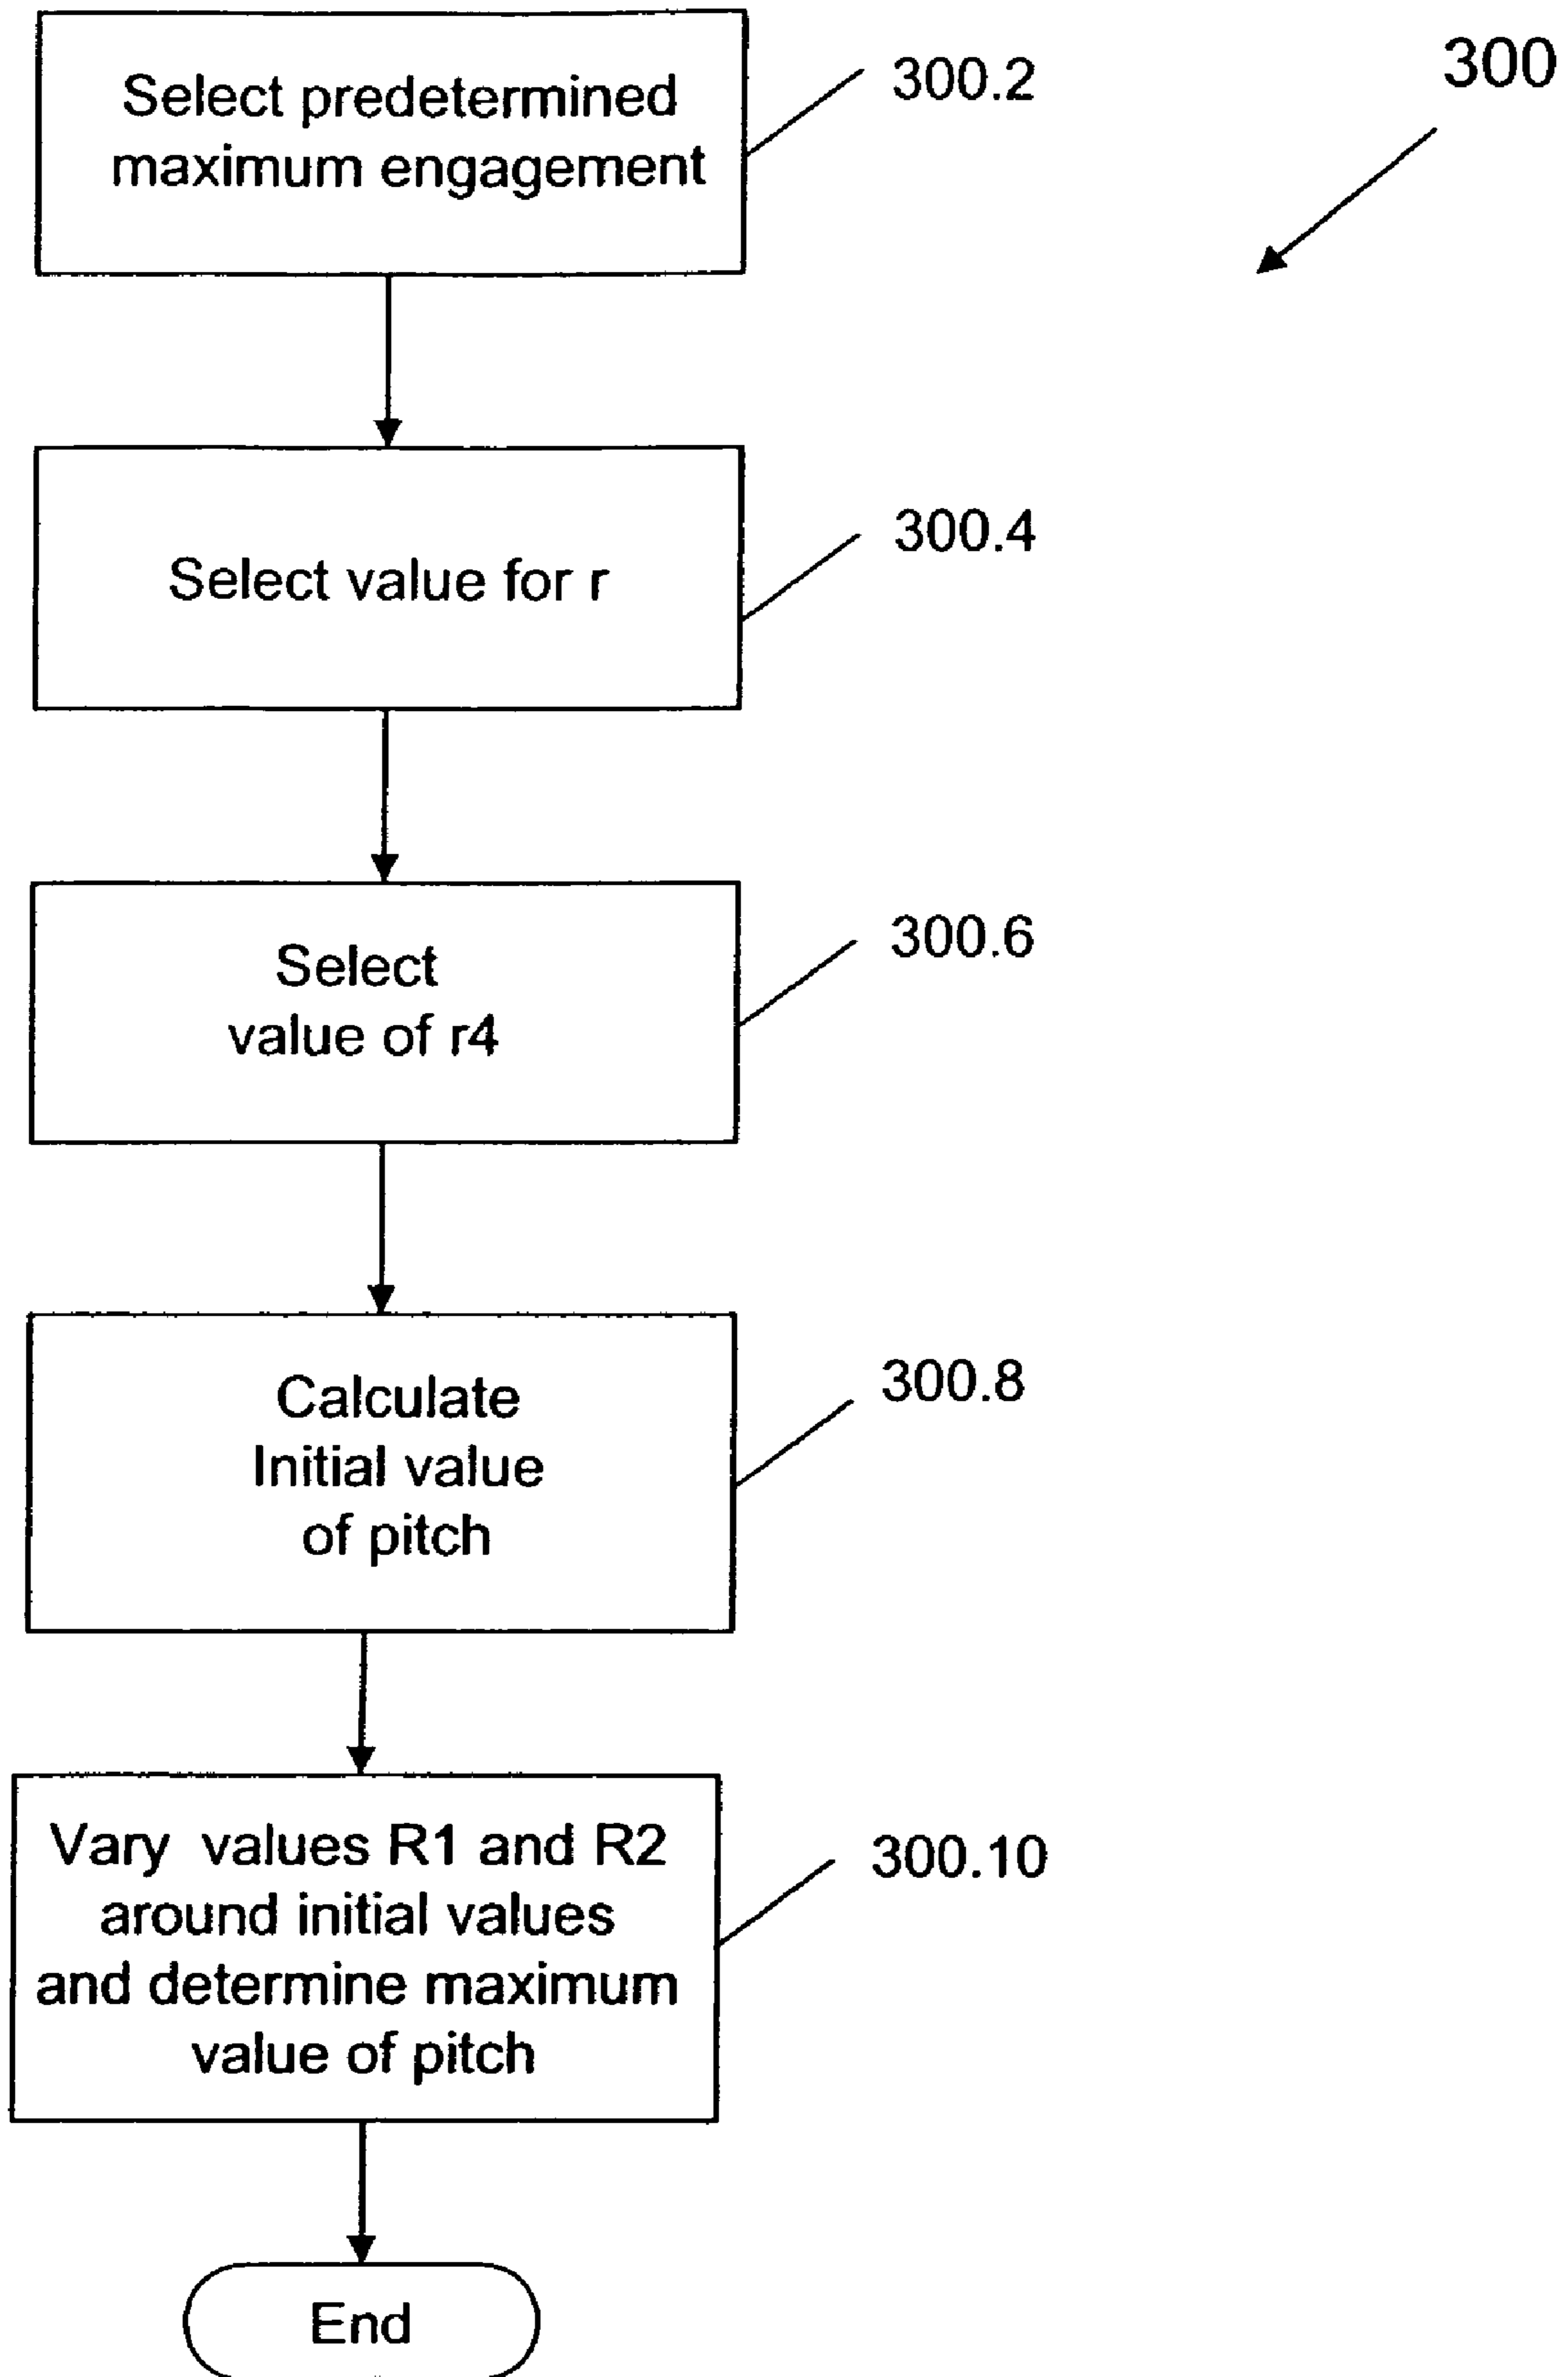 300
Select predetermined
maximum engagement
300.2
Select value for r
300.4
Select
value of r4
300.6
Calculate
Initial value
of pitch
300.8
Vary values R1 and R2
around initial values
and determine maximum
value of pitch
300.10
End